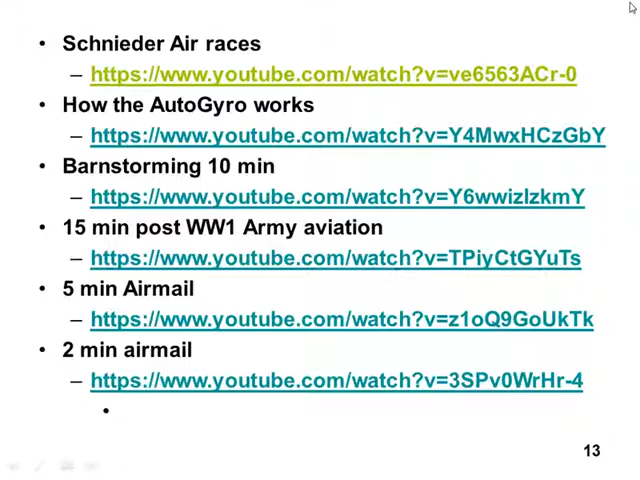 • Schnieder Air races
– https://www.youtube.com/watch?v=ve6563ACr-0
• How the AutoGyro works
– https://www.youtube.com/watch?v=Y4MwxHCzGbY
• Barnstorming 10 min
– https://www.youtube.com/watch?v=Y6wwizlzkmY
• 15 min post WW1 Army aviation
– https://www.youtube.com/watch?v=TPiyCtGYuTs
• 5 min Airmail
– https://www.youtube.com/watch?v=z1oQ9GoUkTk
• 2 min airmail
– https://www.youtube.com/watch?v=3SPv0WrHr-4
•
13